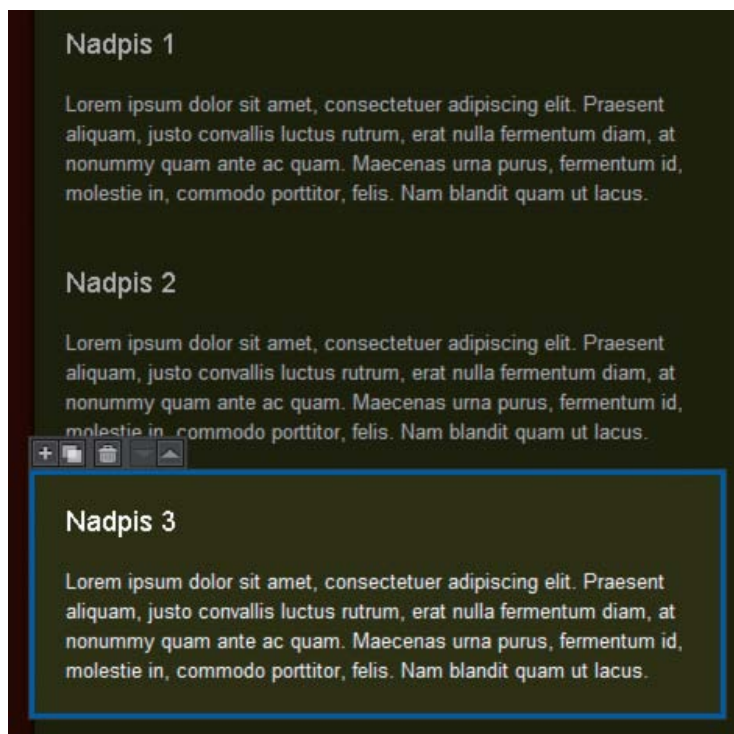 Nadpis 1
Lorem ipsum dolor sit amet, consectetuer adipiscing elit. Praesent
aliquam, justo convallis luctus rutrum, erat nulla fermentum diam, at
nonummy quam ante ac quam. Maecenas urna purus, fermentum id,
molestie in, commodo porttitor, felis. Nam blandit quam ut lacus.
Nadpis 2
Lorem ipsum dolor sit amet, consectetuer adipiscing elit. Praesent
aliquam, justo convallis luctus rutrum, erat nulla fermentum diam, at
nonummy quam ante ac quam. Maecenas urna purus, fermentum id,
molestie in, commodo porttitor, felis. Nam blandit quam ut lacus.
Nadpis 3
Lorem ipsum dolor sit amet, consectetuer adipiscing elit. Praesent
aliquam, justo convallis luctus rutrum, erat nulla fermentum diam, at
nonummy quam ante ac quam. Maecenas urna purus, fermentum id,
molestie in, commodo porttitor, felis. Nam blandit quam ut lacus.